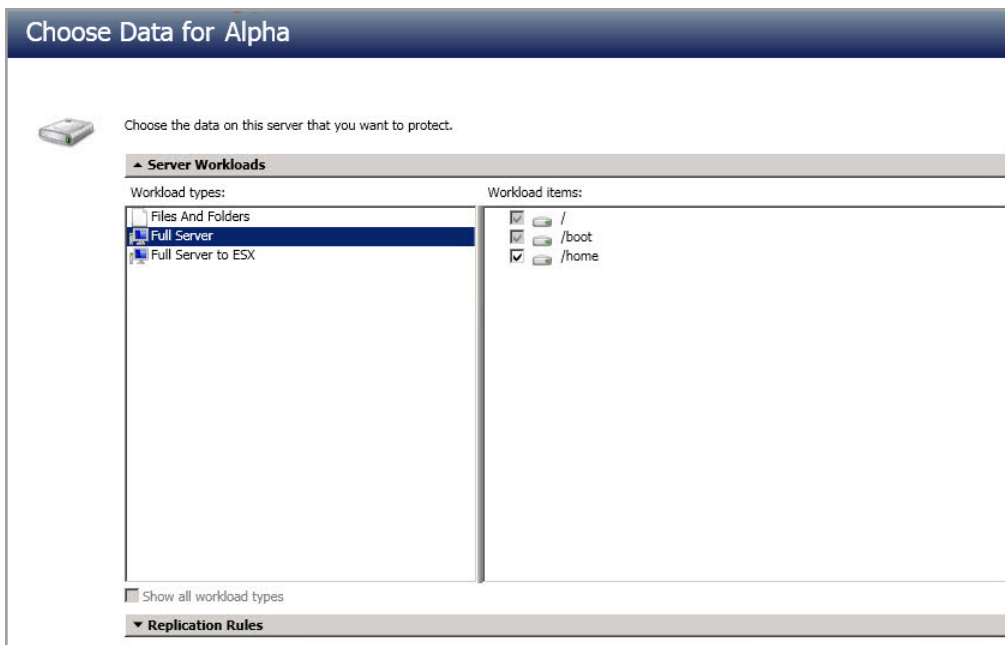 Choose Data for Alpha
Choose the data on this server that you want to protect.
Server Workloads
Workload types:
Workload items:
Files And Folders
Full Server
Full Server to ESX
/
/boot
/home
Show all workload types
Replication Rules